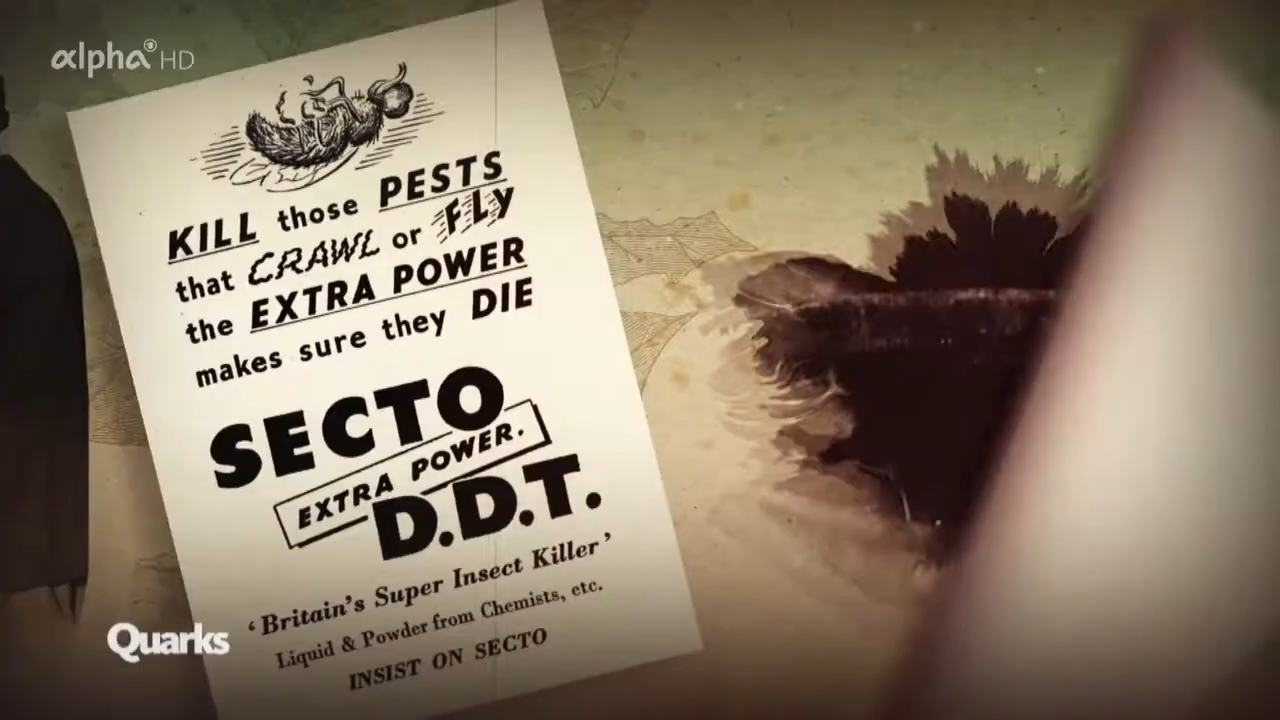 alpha HD
KILL those PESTS
that CRAWL or FLY
the EXTRA POWER
makes sure they DIE
SECTO
EXTRA POWER.
D.D.T.
‘Britain's Super Insect Killer’
Liquid & Powder from Chemists, etc.
INSIST ON SECTO
Quarks